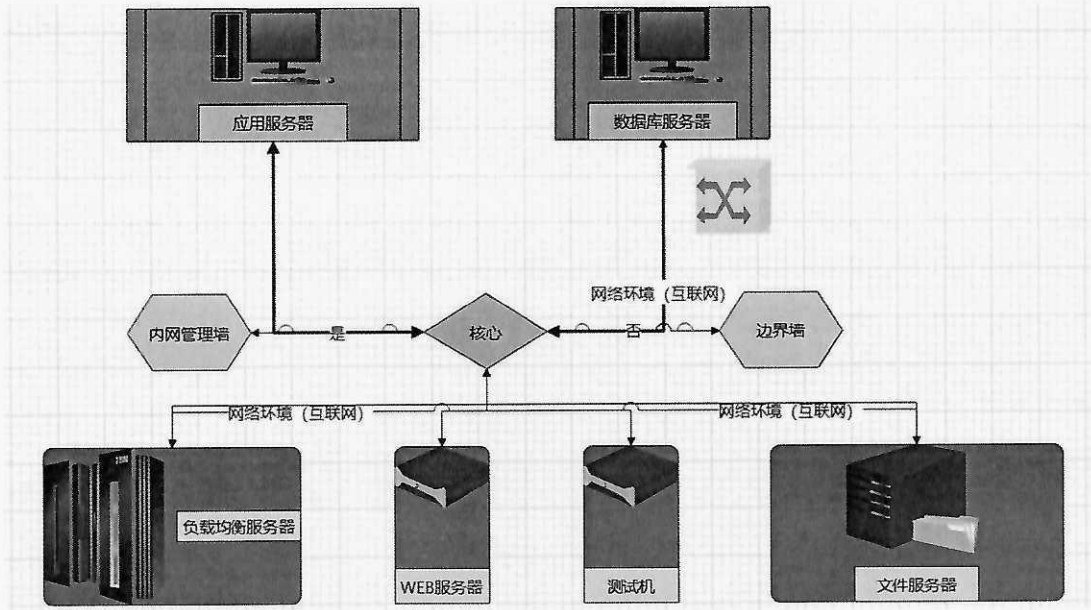 应用服务器
数据库服务器
网络环境（互联网）
内网管理墙
是
核心
否
边界墙
网络环境（互联网）
网络环境（互联网）
负载均衡服务器
WEB服务器
测试机
文件服务器